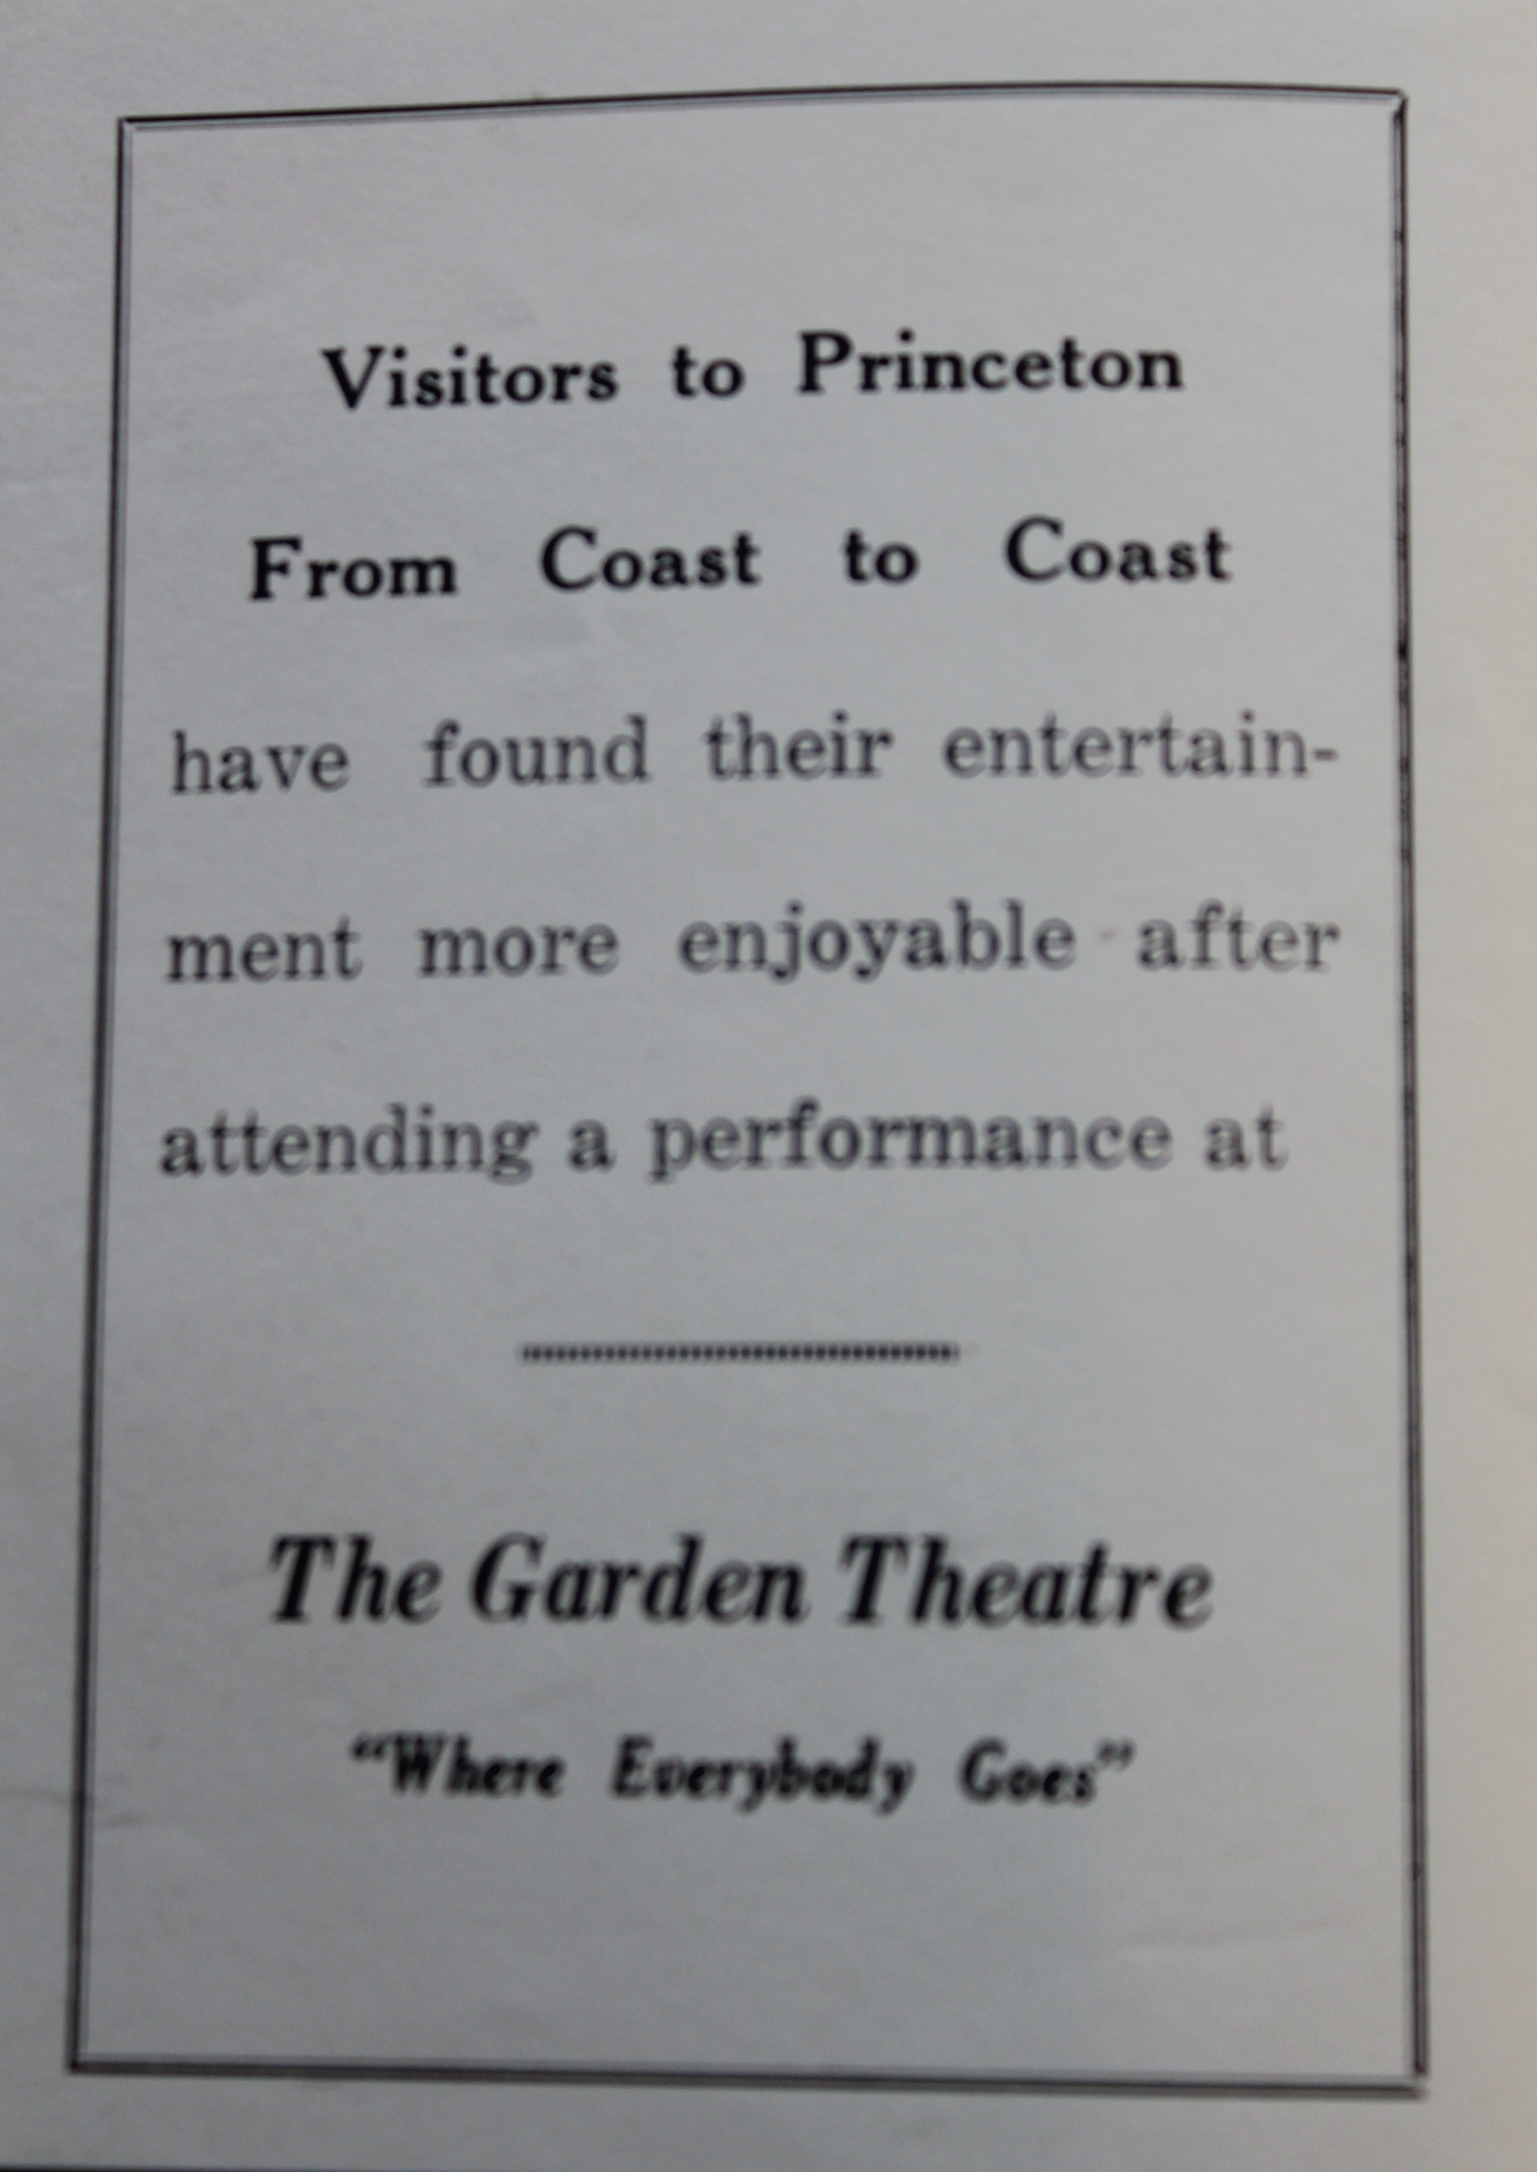 Visitors to Princeton
From Coast to Coast
have found their entertain-
ment more enjoyable after
attending a performance at
The Garden Theatre
“Where Everybody Goes”